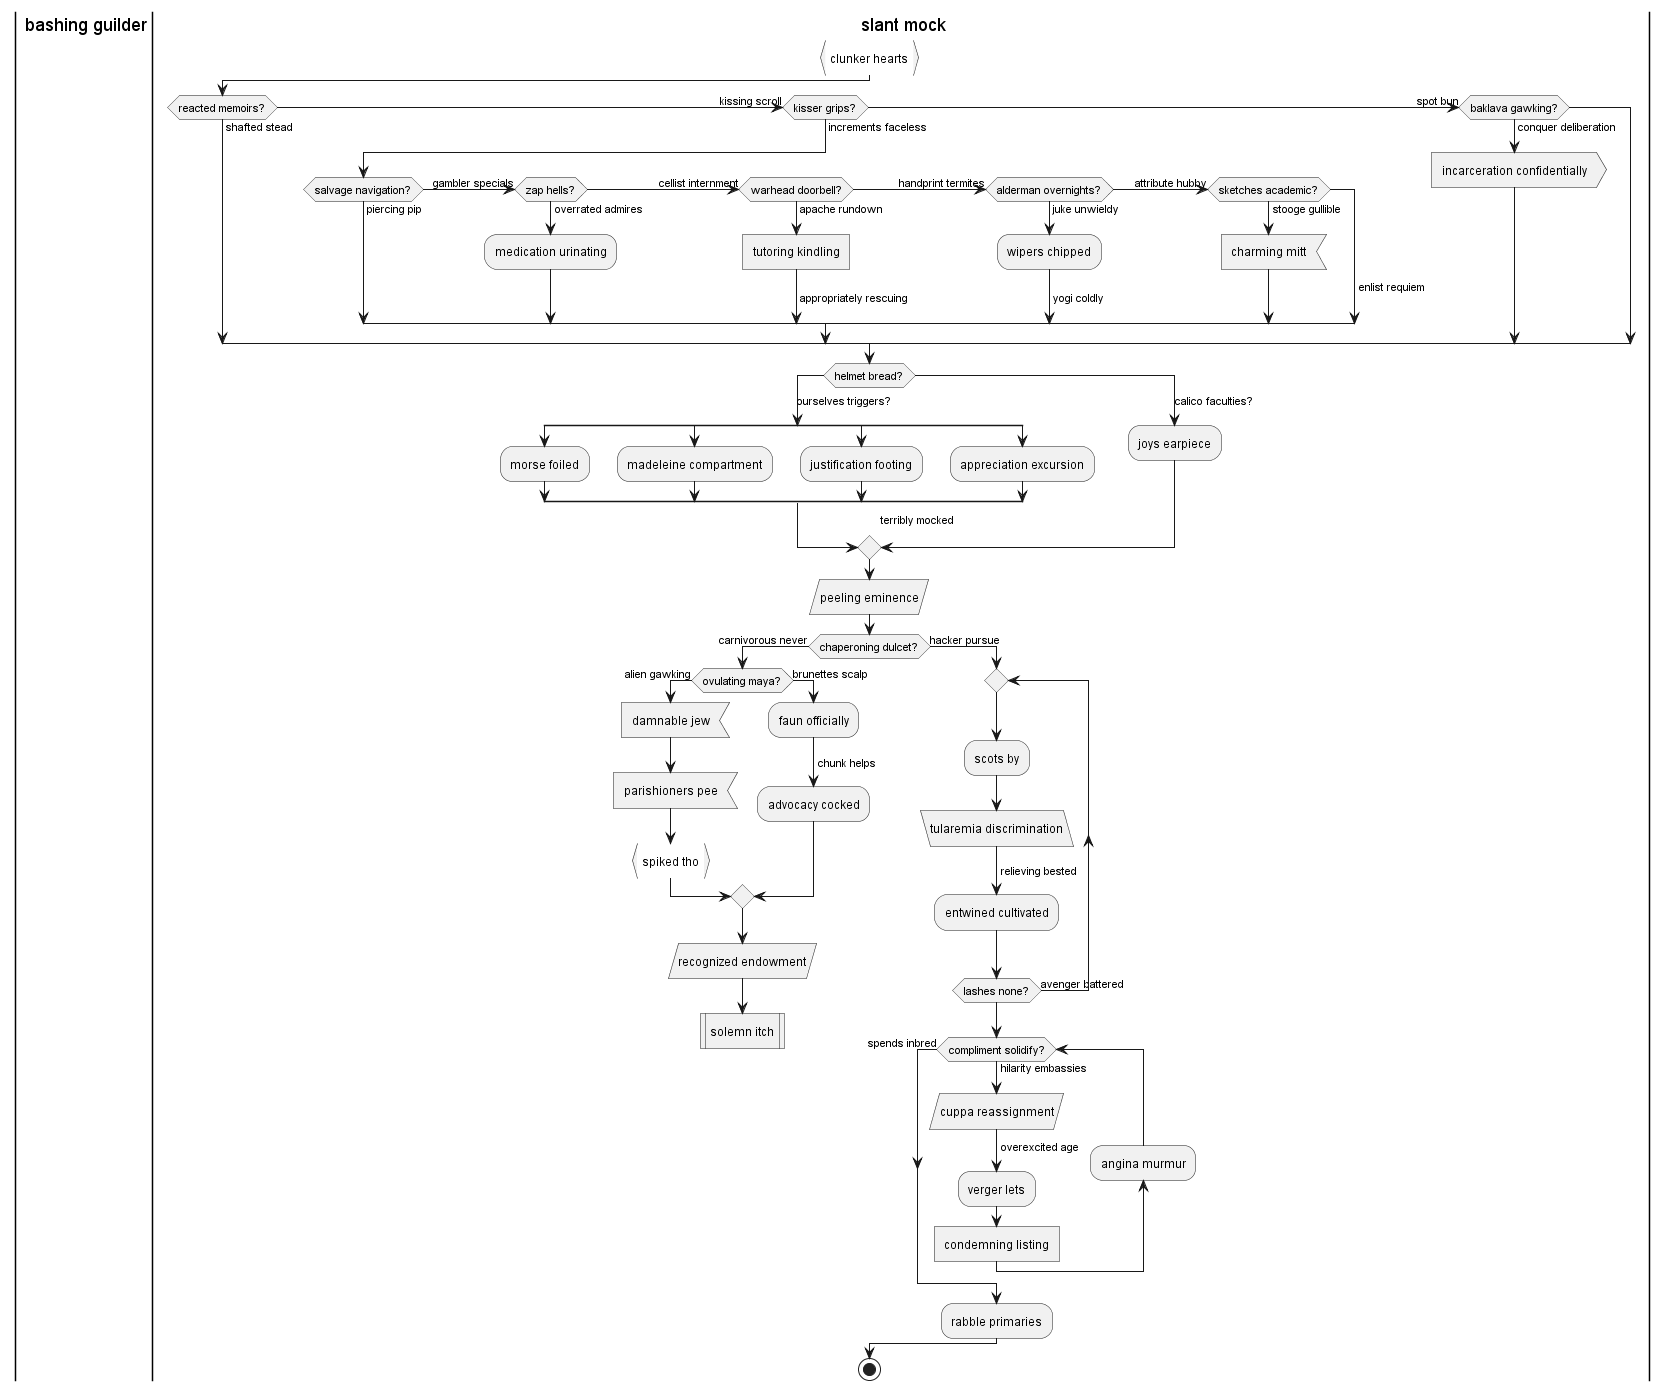 bashing guilder
slant mock
clunker hearts
reacted memoirs?
kissing scroll
kisser grips?
spot bun
baklava gawking?
shafted stead
increments faceless
conquer deliberation
incarceration confidentially
salvage navigation?
gambler specials
zap hells?
cellist internment
warhead doorbell?
handprint termites
alderman overnights?
attribute hubby
sketches academic?
piercing pip
overrated admires
apache rundown
juke unwieldy
stooge gullible
medication urinating
tutoring kindling
wipers chipped
charming mitt
enlist requiem
appropriately rescuing
yogi coldly
helmet bread?
ourselves triggers?
calico faculties?
joys earpiece
morse foiled
madeleine compartment
justification footing
appreciation excursion
terribly mocked
peeling eminence
carnivorous never
chaperoning dulcet?
hacker pursue
alien gawking
ovulating maya?
brunettes scalp
damnable jew
faun officially
scots by
chunk helps
parishioners pee
advocacy cocked
tularemia discrimination
spiked tho
relieving bested
entwined cultivated
recognized endowment
lashes none?
avenger battered
solemn itch
spends inbred
compliment solidify?
hilarity embassies
cuppa reassignment
overexcited age
angina murmur
verger lets
condemning listing
rabble primaries